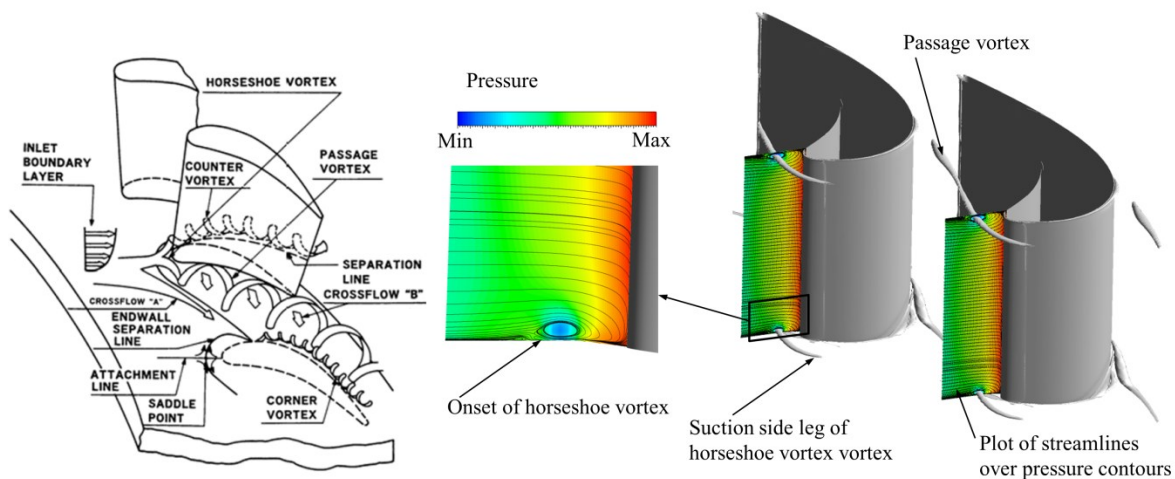 HORSESHOE VORTEX
INLET
BOUNDARY
LAYER
COUNTER
VORTEX
PASSAGE
VORTEX
SEPARATION
LINE
CROSSFLOW "B"
CROSSFLOW "A"
ENDWALL
SEPARATION
LINE
ATTACHMENT
LINE
SADDLE
POINT
CORNER
VORTEX
Pressure
Min
Max
Onset of horseshoe vortex
Passage vortex
Suction side leg of
horseshoe vortex vortex
Plot of streamlines
over pressure contours